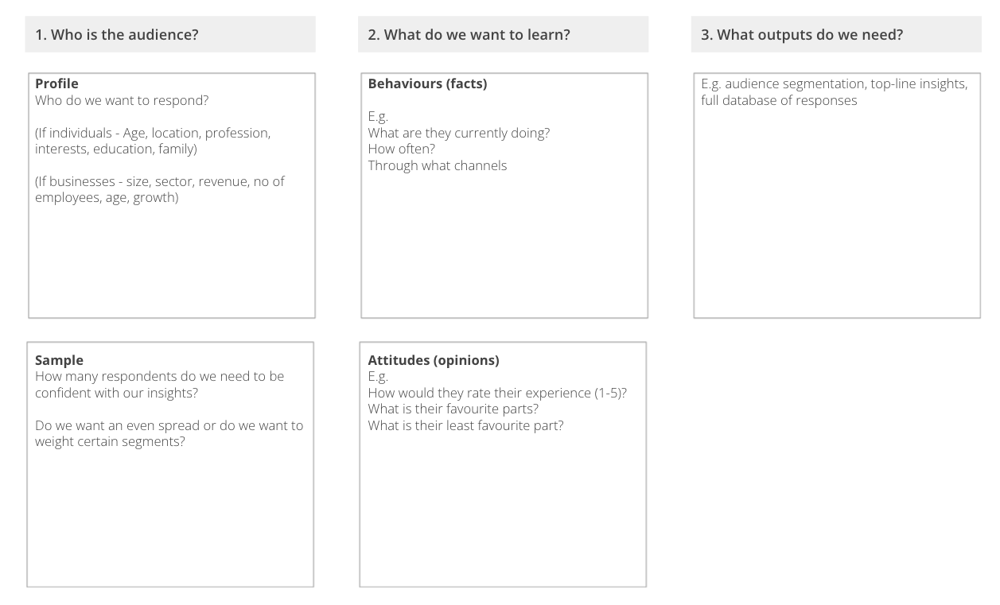 1. Who is the audience?
Profile
Who do we want to respond?
(If individuals - Age, location, profession,
interests, education, family)
(If businesses - size, sector, revenue, no of
employees, age, growth)
Sample
How many respondents do we need to be
confident with our insights?
Do we want an even spread or do we want to
weight certain segments?
2. What do we want to learn?
Behaviours (facts)
E.g.
What are they currently doing?
How often?
Through what channels
Attitudes (opinions)
E.g.
How would they rate their experience (1-5)?
What is their favourite parts?
What is their least favourite part?
3. What outputs do we need?
E.g. audience segmentation, top-line insights,
full database of responses